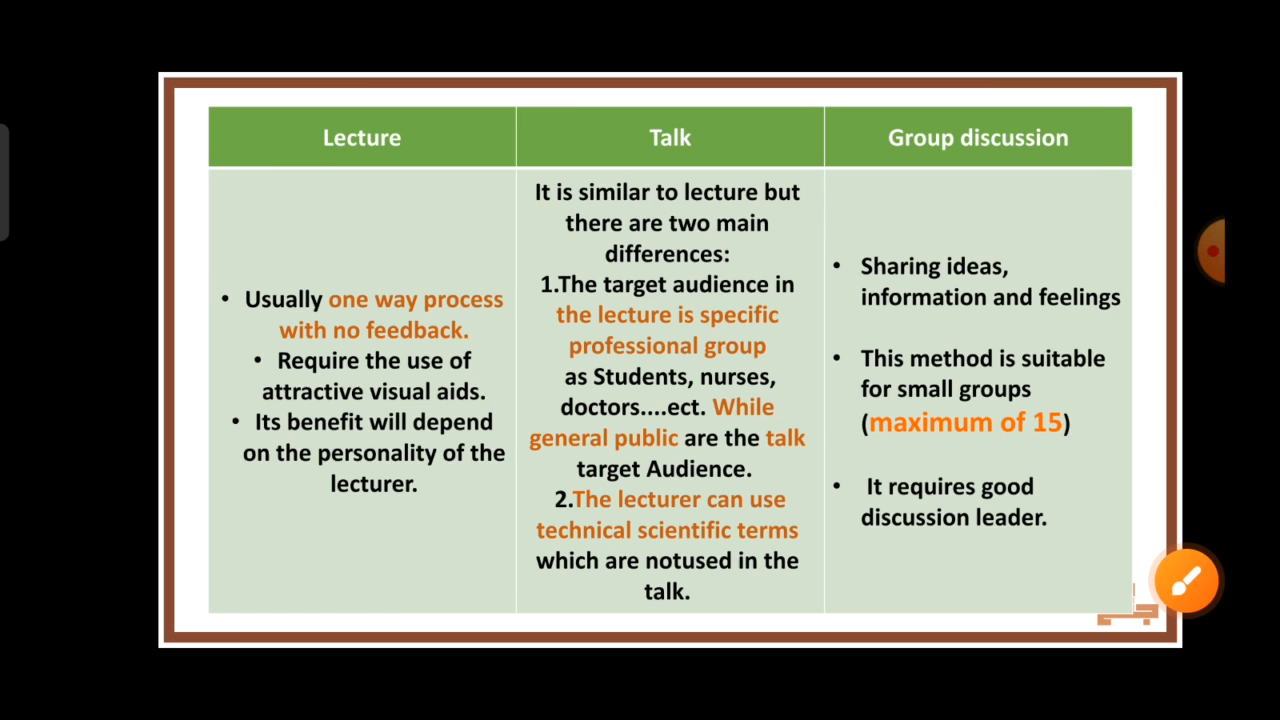 Lecture
Talk
Group discussion
• Usually one way process
with no feedback.
• Require the use of
attractive visual aids.
• Its benefit will depend
on the personality of the
lecturer.
It is similar to lecture but
there are two main
differences:
1.The target audience in
the lecture is specific
professional group
as Students, nurses,
doctors....ect. While
general public are the talk
target Audience.
2.The lecturer can use
technical scientific terms
which are notused in the
talk.
• Sharing ideas,
information and feelings
• This method is suitable
for small groups
(maximum of 15)
• It requires good
discussion leader.